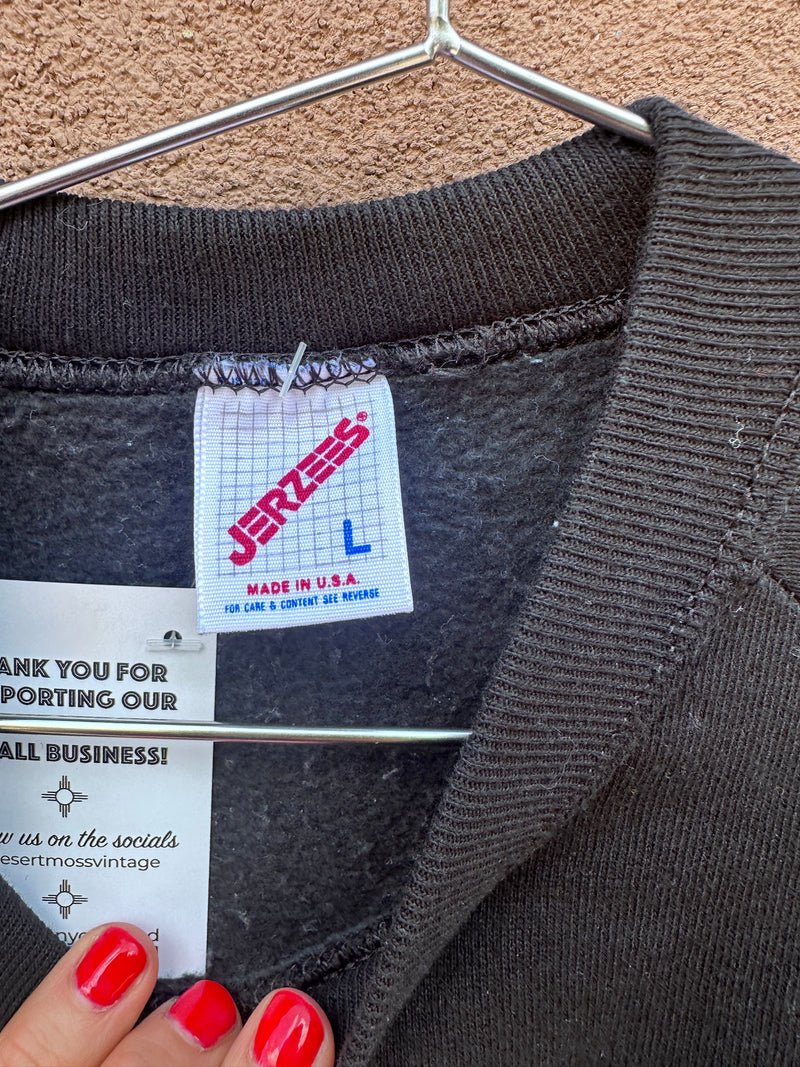 JERZEES®
L
MADE IN U.S.A.
FOR CARE & CONTENT SEE REVERSE
ANK YOU FOR
PORTING OUR
ALL BUSINESS!
w us on the socials
esertmossvintage